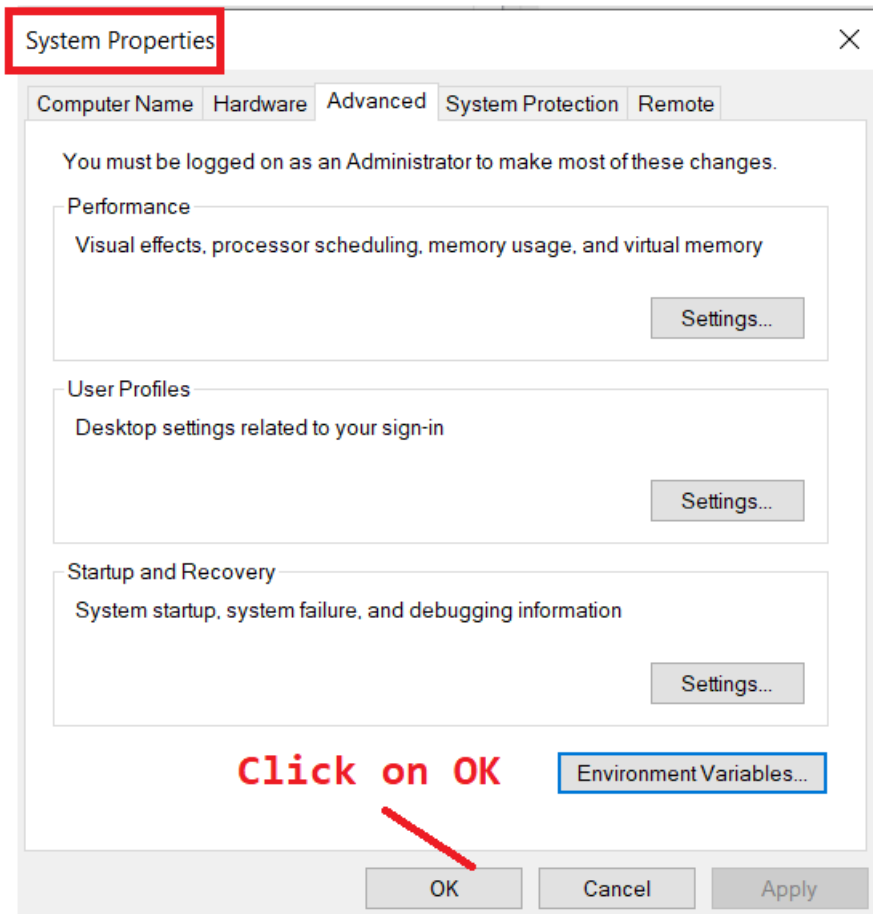 System Properties
Computer Name Hardware Advanced System Protection Remote
You must be logged on as an Administrator to make most of these changes.
Performance
Visual effects, processor scheduling, memory usage, and virtual memory
Settings...
User Profiles
Desktop settings related to your sign-in
Settings...
Startup and Recovery
System startup, system failure, and debugging information
Settings...
Click on OK
Environment Variables...
OK Cancel Apply